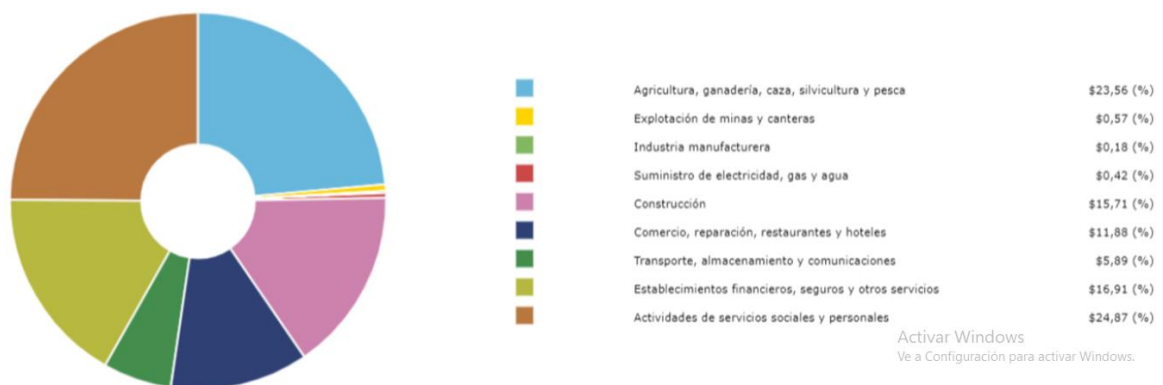 Agricultura, ganadería, caza, silvicultura y pesca $23,56 (%)
Explotación de minas y canteras $0,57 (%)
Industria manufacturera $0,18 (%)
Suministro de electricidad, gas y agua $0,42 (%)
Construcción $15,71 (%)
Comercio, reparación, restaurantes y hoteles $11,88 (%)
Transporte, almacenamiento y comunicaciones $5,89 (%)
Establecimientos financieros, seguros y otros servicios $16,91 (%)
Actividades de servicios sociales y personales $24,87 (%)
Activar Windows
Ve a Configuración para activar Windows.